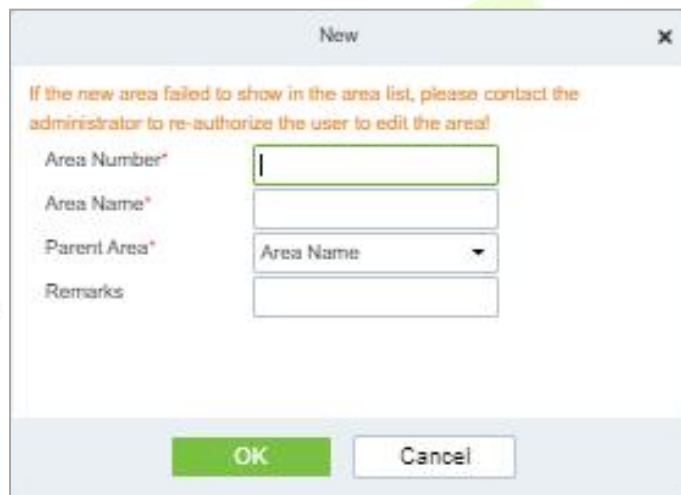 New
If the new area failed to show in the area list, please contact the
administrator to re-authorize the user to edit the area!
Area Number*
Area Name*
Parent Area* Area Name
Remarks
OK Cancel